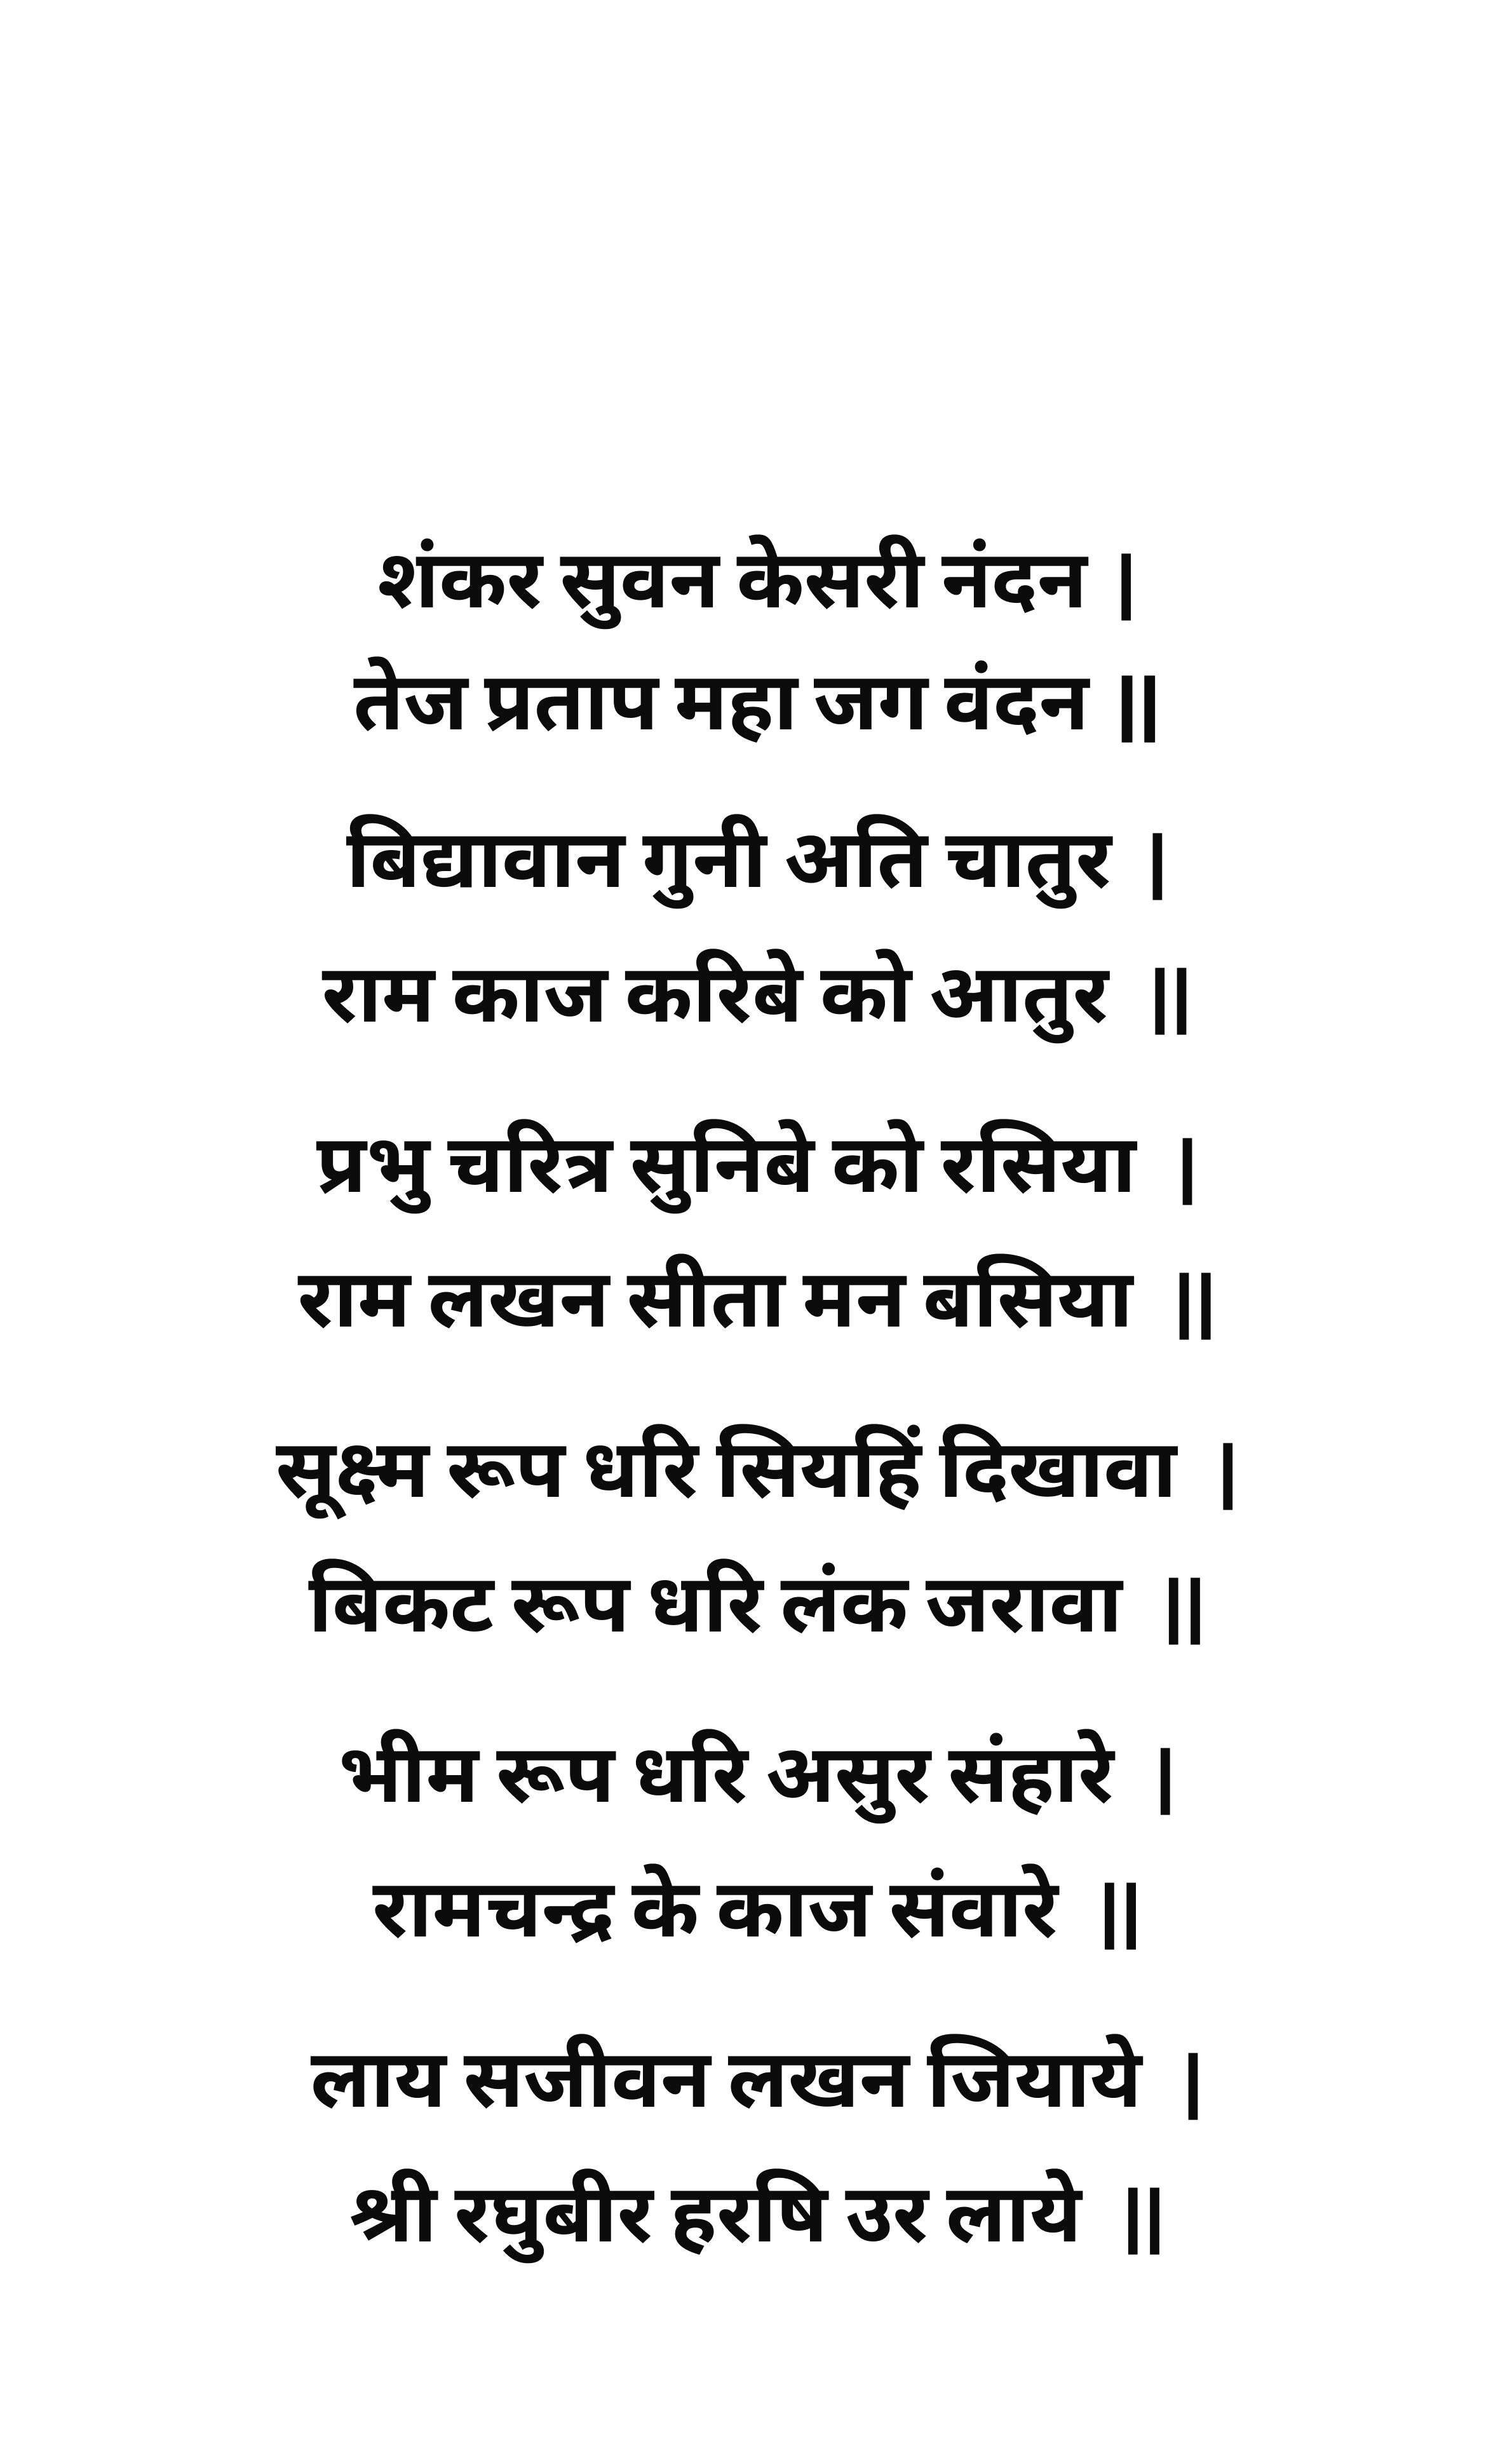 शंकर सुवन केसरी नंदन |
तेज प्रताप महा जग वंदन ||
बिद्यावान गुनी अति चातुर |
राम काज करिबे को आतुर ||
प्रभु चरित्र सुनिबे को रसिया |
राम लखन सीता मन बसिया ||
सूक्ष्म रूप धरि सियहिं दिखावा |
बिकट रूप धरि लंक जरावा ||
भीम रूप धरि असुर संहारे |
रामचन्द्र के काज संवारे ||
लाय सजीवन लखन जियाये |
श्री रघुबीर हरषि उर लाये ||